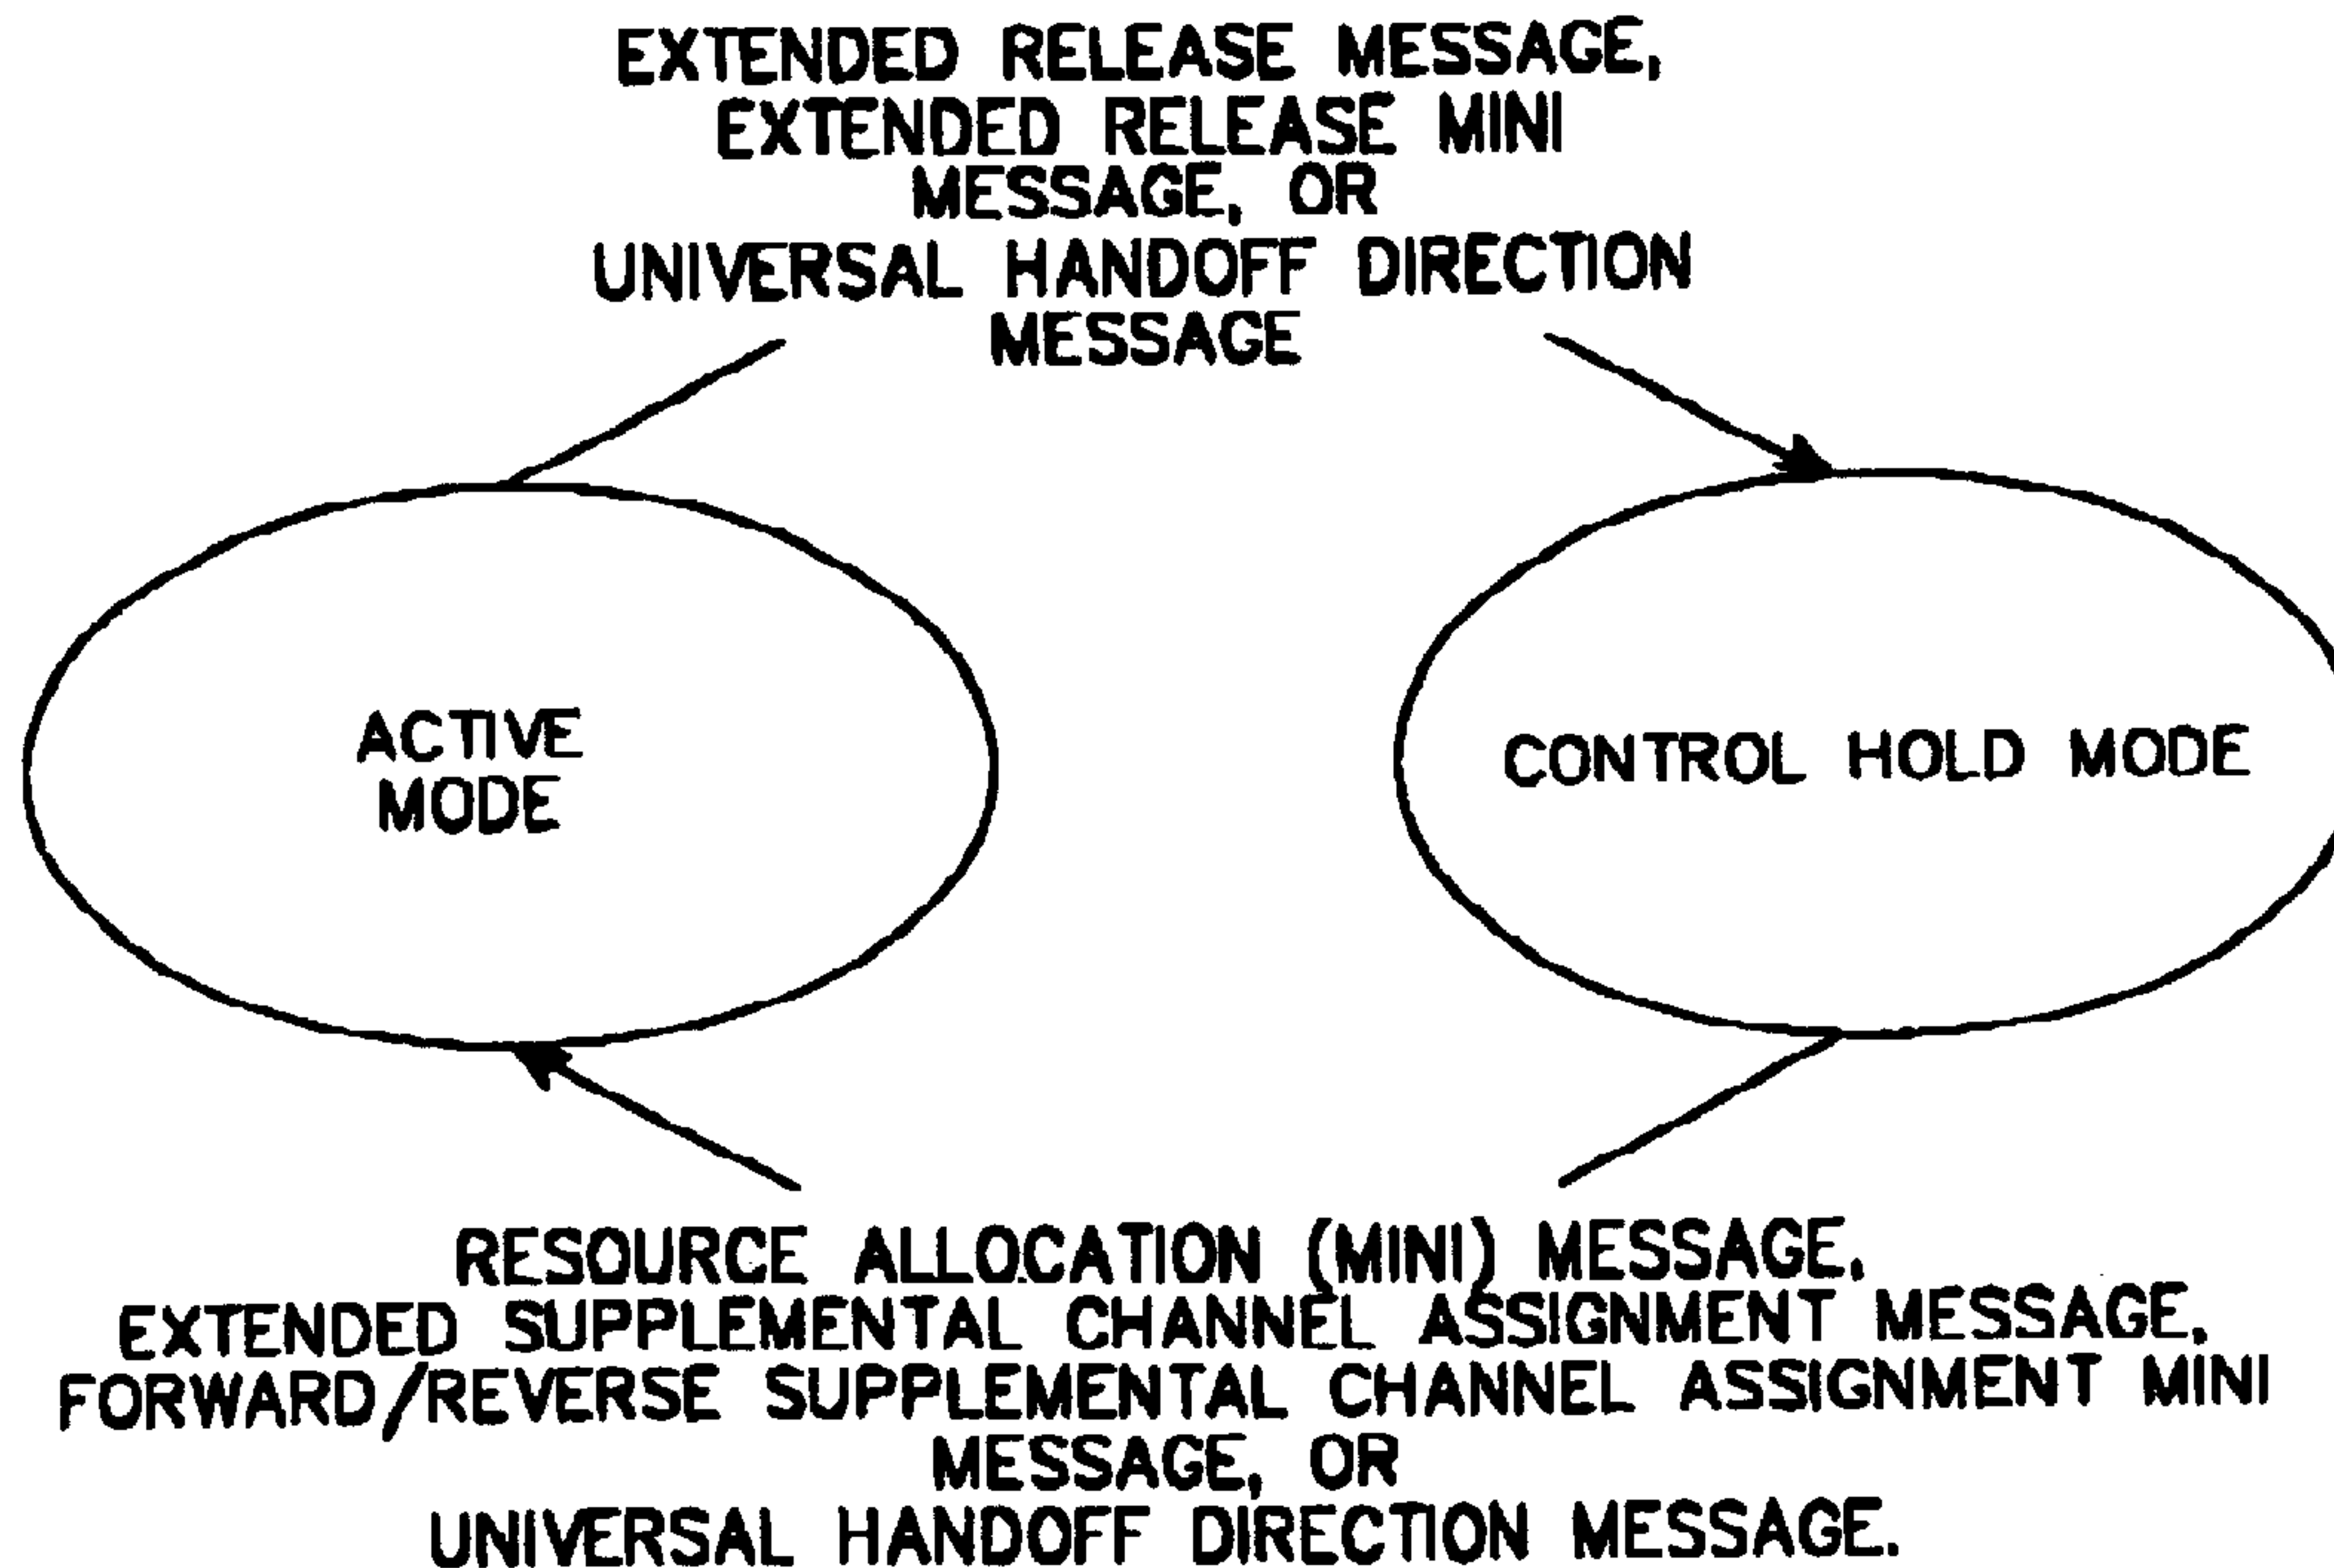 EXTENDED RELEASE MESSAGE,
EXTENDED RELEASE MINI
MESSAGE, OR
UNIVERSAL HANDOFF DIRECTION
MESSAGE
ACTIVE
MODE
CONTROL HOLD MODE
RESOURCE ALLOCATION (MINI) MESSAGE,
EXTENDED SUPPLEMENTAL CHANNEL ASSIGNMENT MESSAGE,
FORWARD/REVERSE SUPPLEMENTAL CHANNEL ASSIGNMENT MINI
MESSAGE, OR
UNIVERSAL HANDOFF DIRECTION MESSAGE.